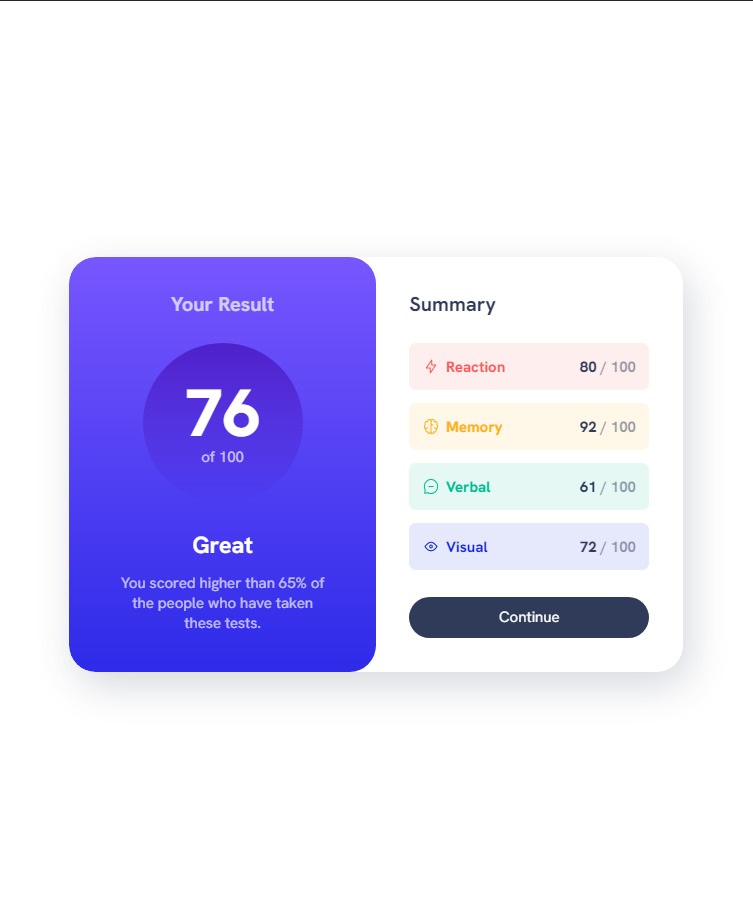 Your Result
76
of 100
Great
You scored higher than 65% of
the people who have taken
these tests.
Summary
Reaction 80 / 100
Memory 92 / 100
Verbal 61 / 100
Visual 72 / 100
Continue